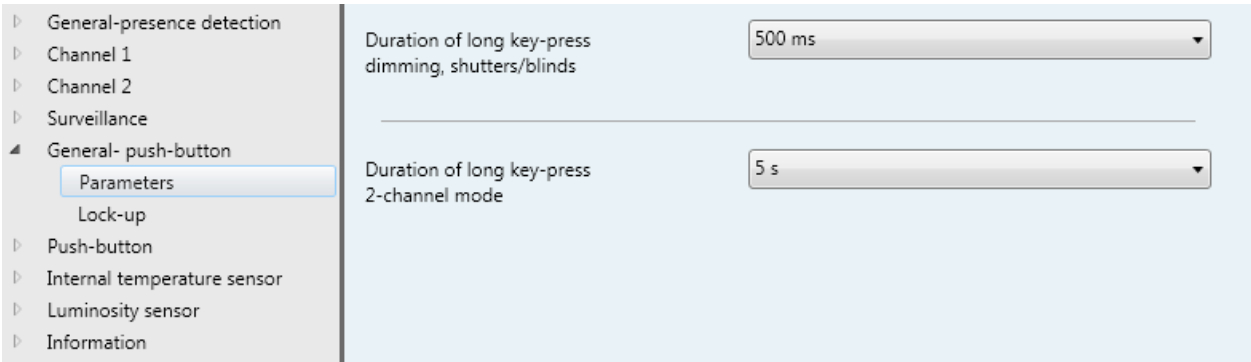 General-presence detection
Channel 1
Channel 2
Surveillance
General- push-button
Parameters
Lock-up
Push-button
Internal temperature sensor
Luminosity sensor
Information
Duration of long key-press
dimming, shutters/blinds
500 ms
Duration of long key-press
2-channel mode
5 s